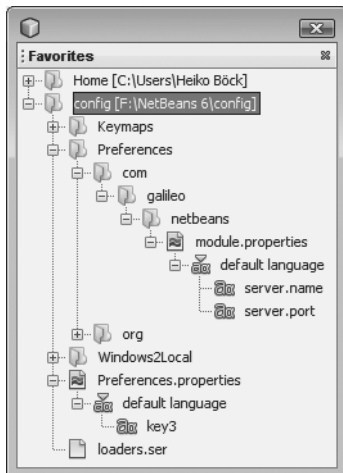 Favorites
Home [C:\Users\Heiko Böck]
config [F:\NetBeans 6\config]
Keymaps
Preferences
com
galileo
netbeans
module.properties
default language
server.name
server.port
org
Windows2Local
Preferences.properties
default language
key3
loaders.ser